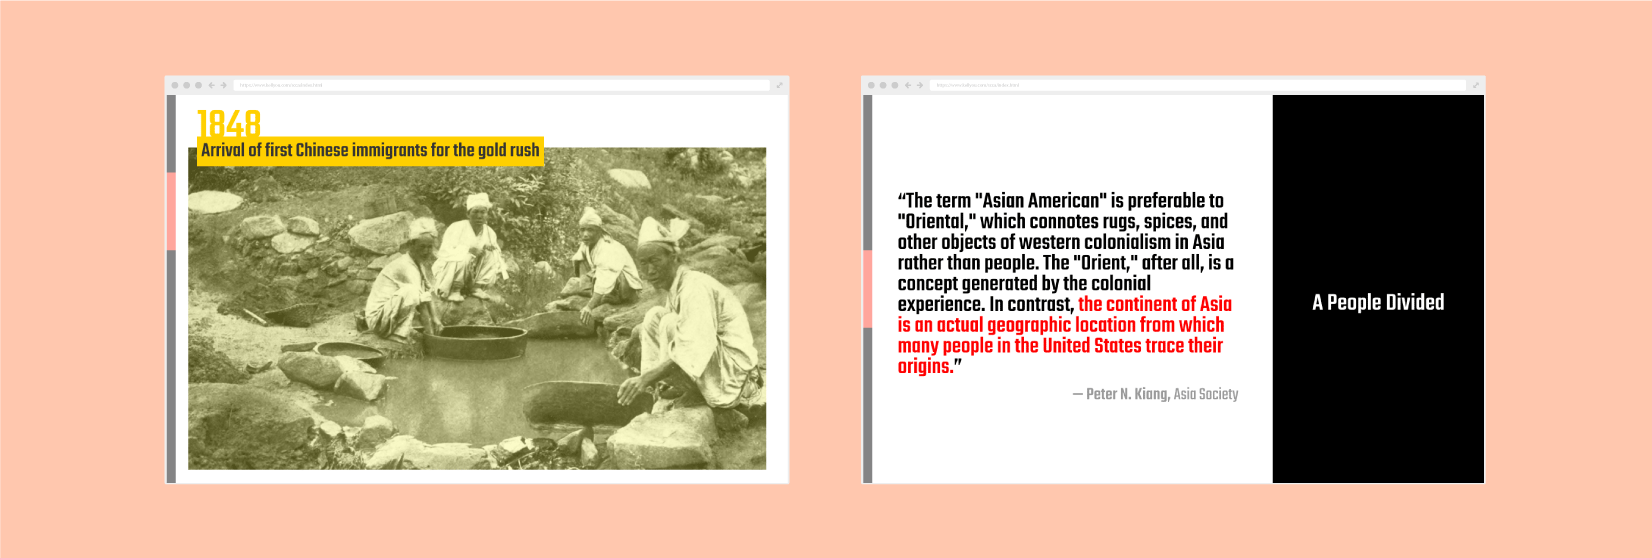 1848
Arrival of first Chinese immigrants for the gold rush
“The term "Asian American" is preferable to
"Oriental," which connotes rugs, spices, and
other objects of western colonialism in Asia
rather than people. The "Orient," after all, is a
concept generated by the colonial
experience. In contrast, the continent of Asia
is an actual geographic location from which
many people in the United States trace their
origins.”
— Peter N. Kiang, Asia Society
A People Divided